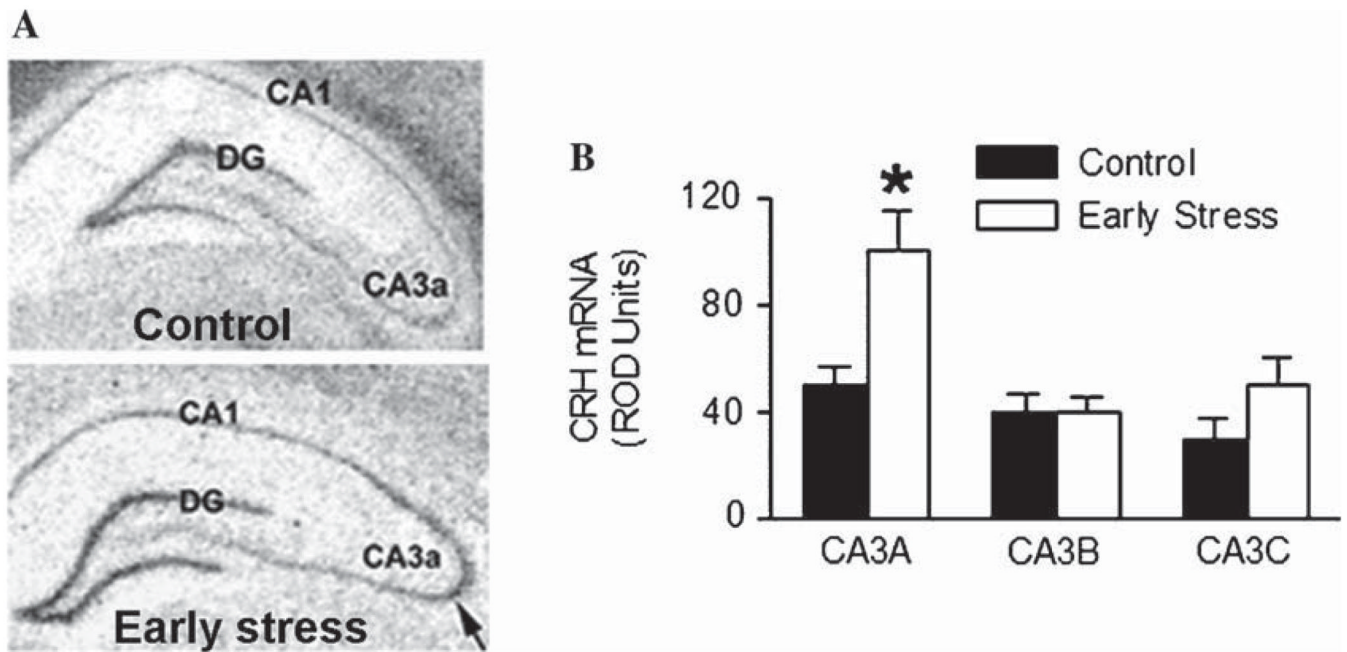 A
CA1
DG
CA3a
Control
CA1
DG
CA3a
Early stress
B
*
Control
Early Stress
CRH mRNA
(ROD Units)
120
80
40
0
CA3A
CA3B
CA3C